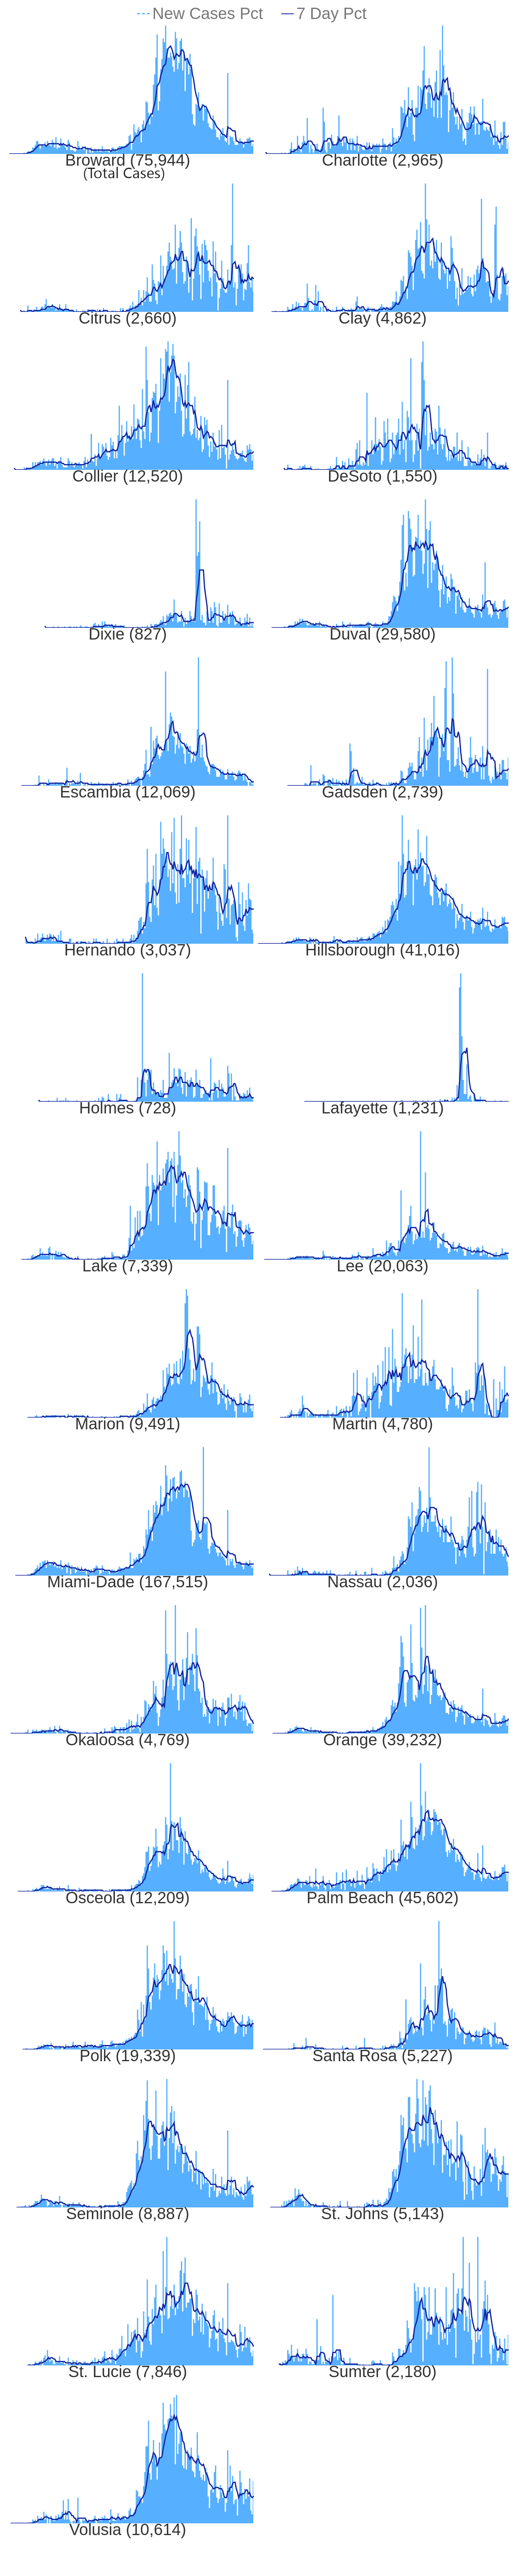 New Cases Pct 7 Day Pct
Broward (75,944) Charlotte (2,965)
(Total Cases)
Citrus (2,660) Clay (4,862)
Collier (12,520) DeSoto (1,550)
Dixie (827) Duval (29,580)
Escambia (12,069) Gadsden (2,739)
Hernando (3,037) Hillsborough (41,016)
Holmes (728) Lafayette (1,231)
Lake (7,339) Lee (20,063)
Marion (9,491) Martin (4,780)
Miami-Dade (167,515) Nassau (2,036)
Okaloosa (4,769) Orange (39,232)
Osceola (12,209) Palm Beach (45,602)
Polk (19,339) Santa Rosa (5,227)
Seminole (8,887) St. Johns (5,143)
St. Lucie (7,846) Sumter (2,180)
Volusia (10,614)